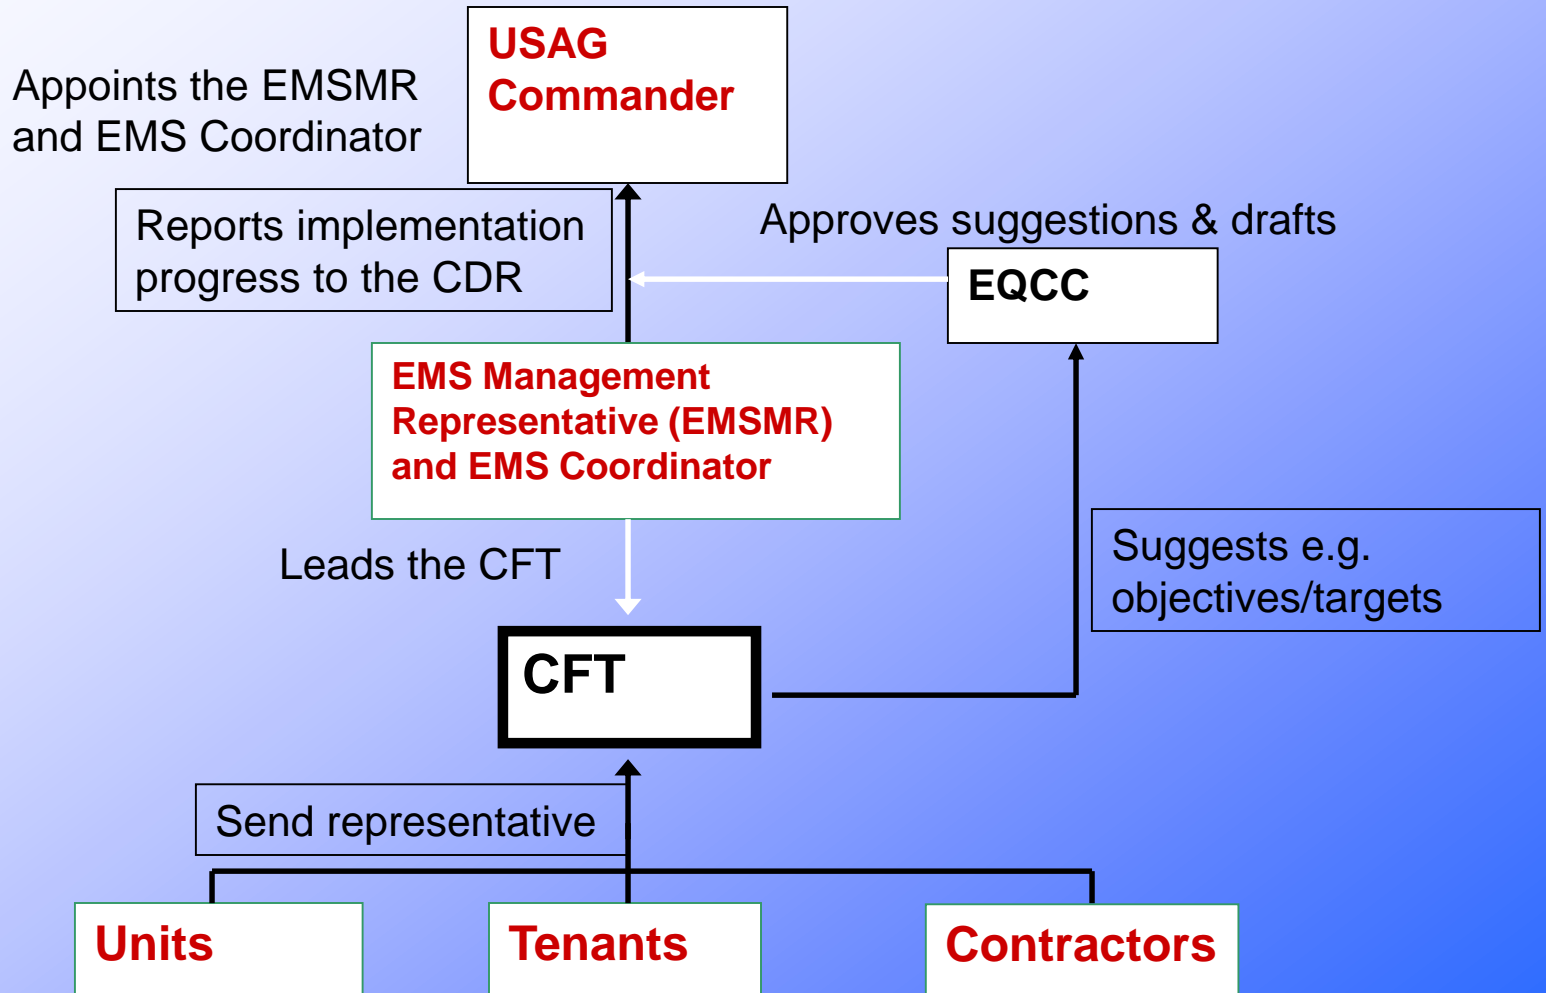 USAG
Commander
Appoints the EMSMR
and EMS Coordinator
Reports implementation
progress to the CDR
Approves suggestions & drafts
EQCC
EMS Management
Representative (EMSMR)
and EMS Coordinator
Leads the CFT
Suggests e.g.
objectives/targets
CFT
Send representative
Units
Tenants
Contractors